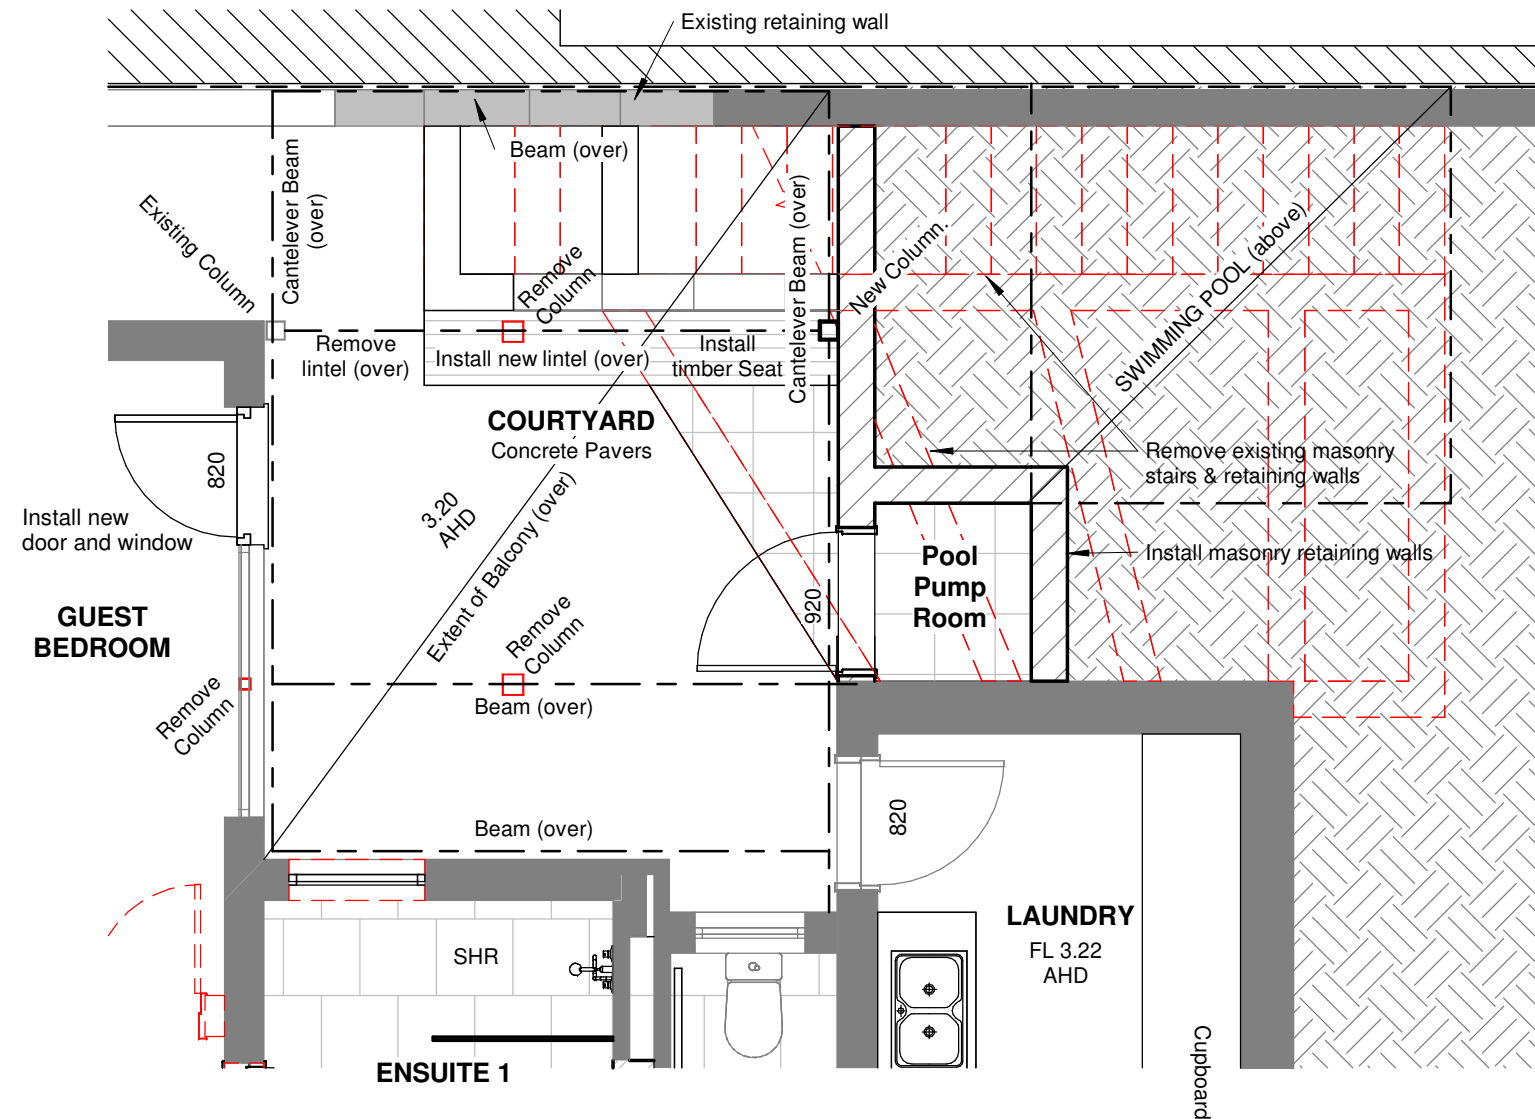 Existing retaining wall
Beam (over)
Cantelever Beam
(over)
Existing Column
Remove
Column
Cantelever Beam (over)
New Column.
SWIMMING POOL (above)
Remove
lintel (over)
Install new lintel (over)
Install
timber Seat
COURTYARD
Concrete Pavers
820
3.20
AHD
Extent of Balcony (over)
Remove existing masonry
stairs & retaining walls
Install new
door and window
Install masonry retaining walls
Pool
Pump
Room
920
GUEST
BEDROOM
Remove
Column
Remove
Column
Beam (over)
Beam (over)
820
LAUNDRY
FL 3.22
AHD
SHR
ENSUITE 1
Cupboard